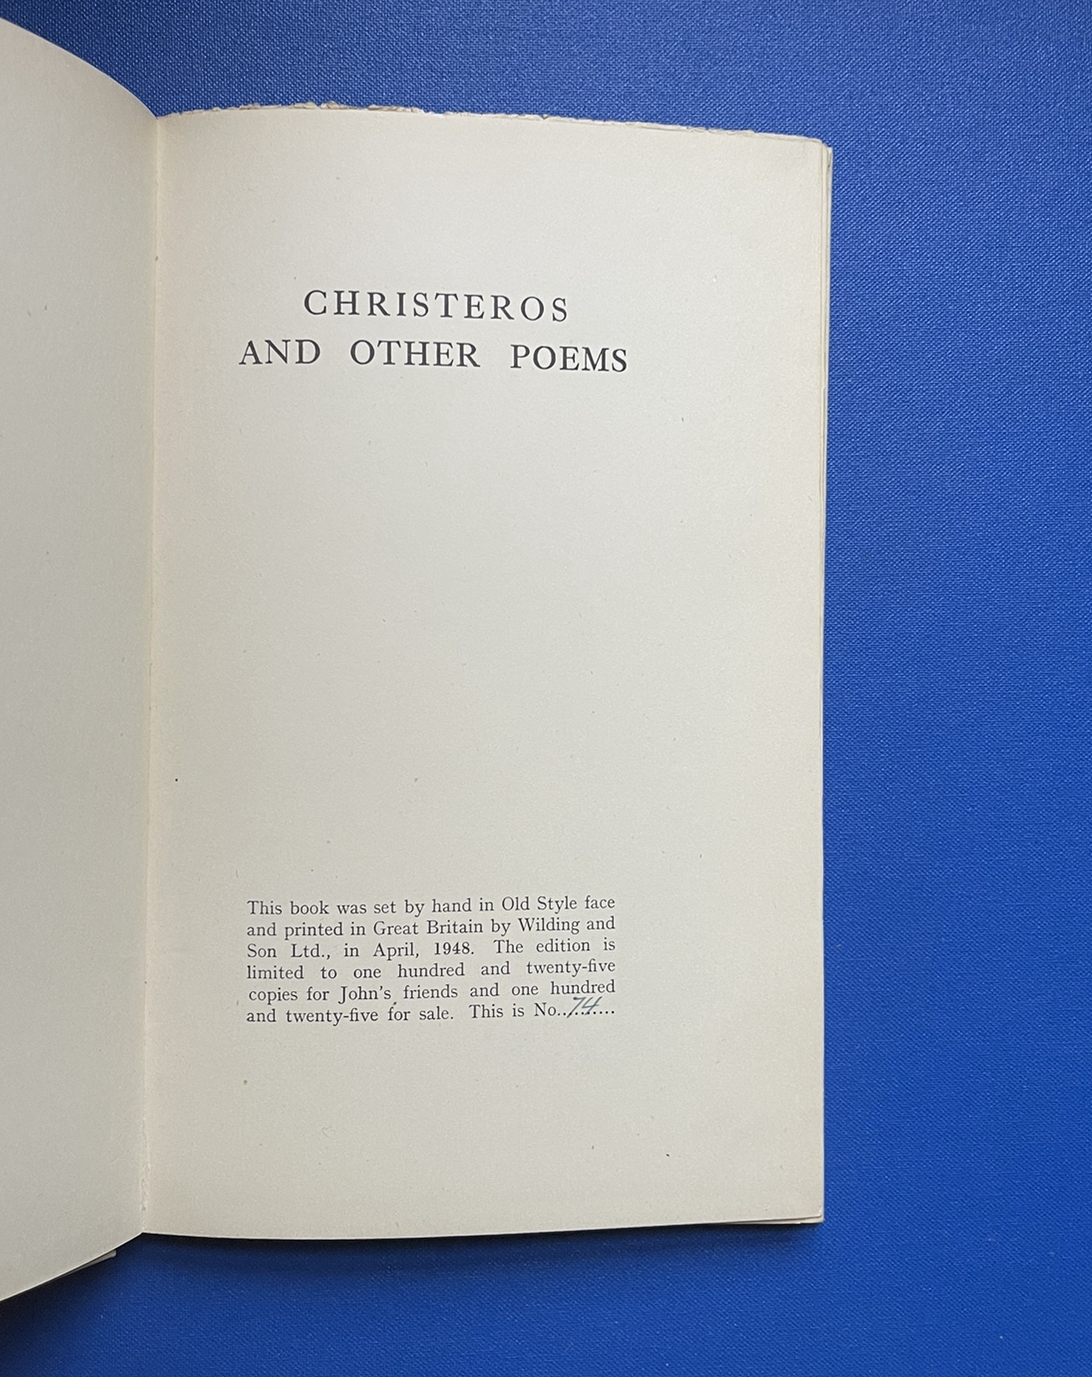 CHRISTEROS
AND OTHER POEMS
This book was set by hand in Old Style face
and printed in Great Britain by Wilding and
Son Ltd., in April, 1948. The edition is
limited to one hundred and twenty-five
copies for John's friends and one hundred
and twenty-five for sale. This is No...74......